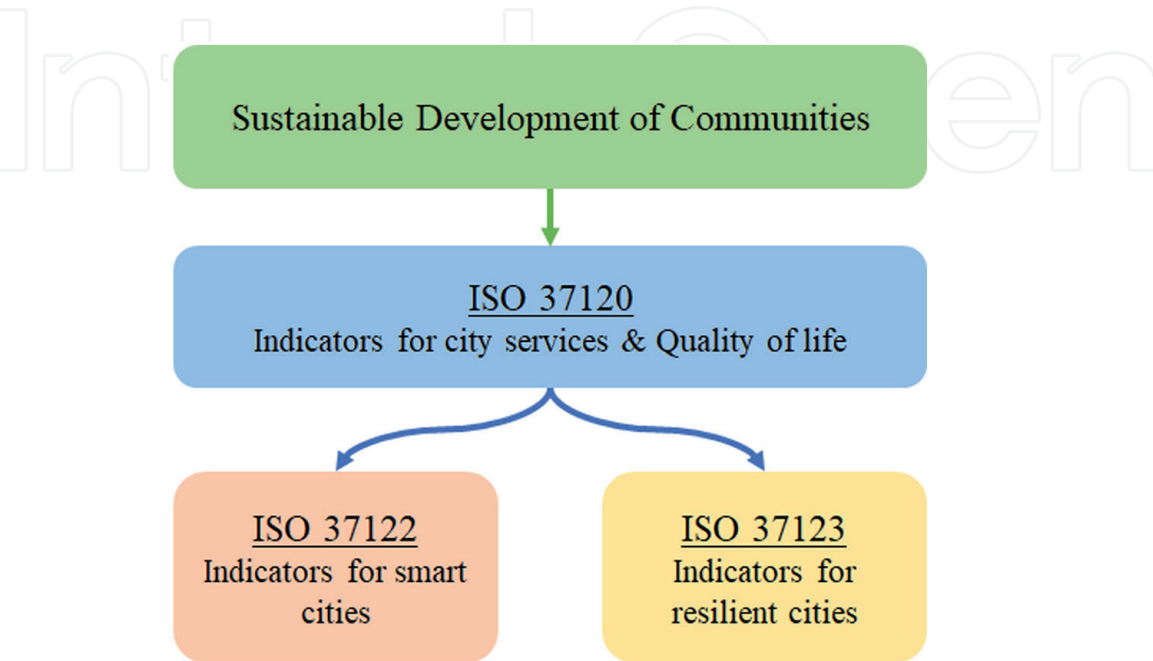 Sustainable Development of Communities
ISO 37120
Indicators for city services & Quality of life
ISO 37122
Indicators for smart
cities
ISO 37123
Indicators for
resilient cities